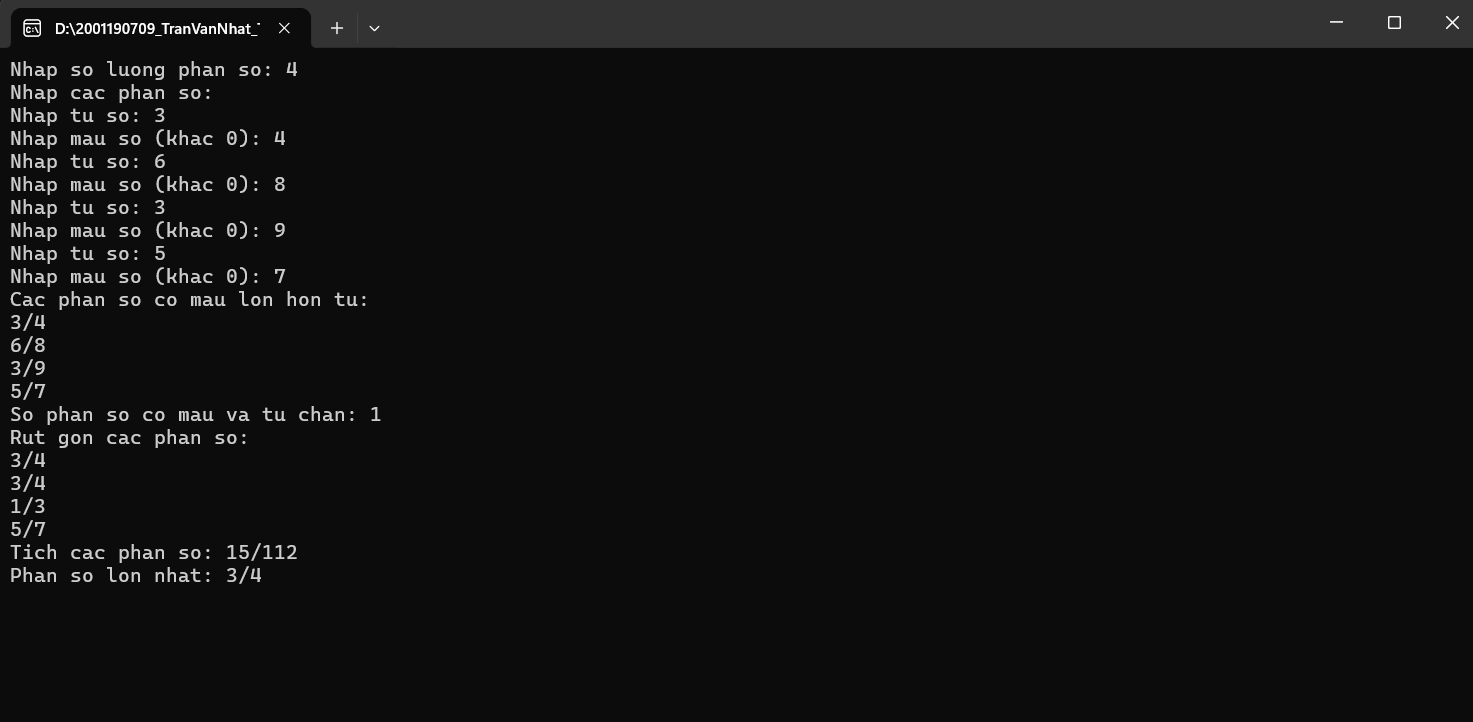 D:\2001190709_TranVanNhat_
Nhap so luong phan so: 4
Nhap cac phan so:
Nhap tu so: 3
Nhap mau so (khac 0): 4
Nhap tu so: 6
Nhap mau so (khac 0): 8
Nhap tu so: 3
Nhap mau so (khac 0): 9
Nhap tu so: 5
Nhap mau so (khac 0): 7
Cac phan so co mau lon hon tu:
3/4
6/8
3/9
5/7
So phan so co mau va tu chan: 1
Rut gon cac phan so:
3/4
3/4
1/3
5/7
Tich cac phan so: 15/112
Phan so lon nhat: 3/4